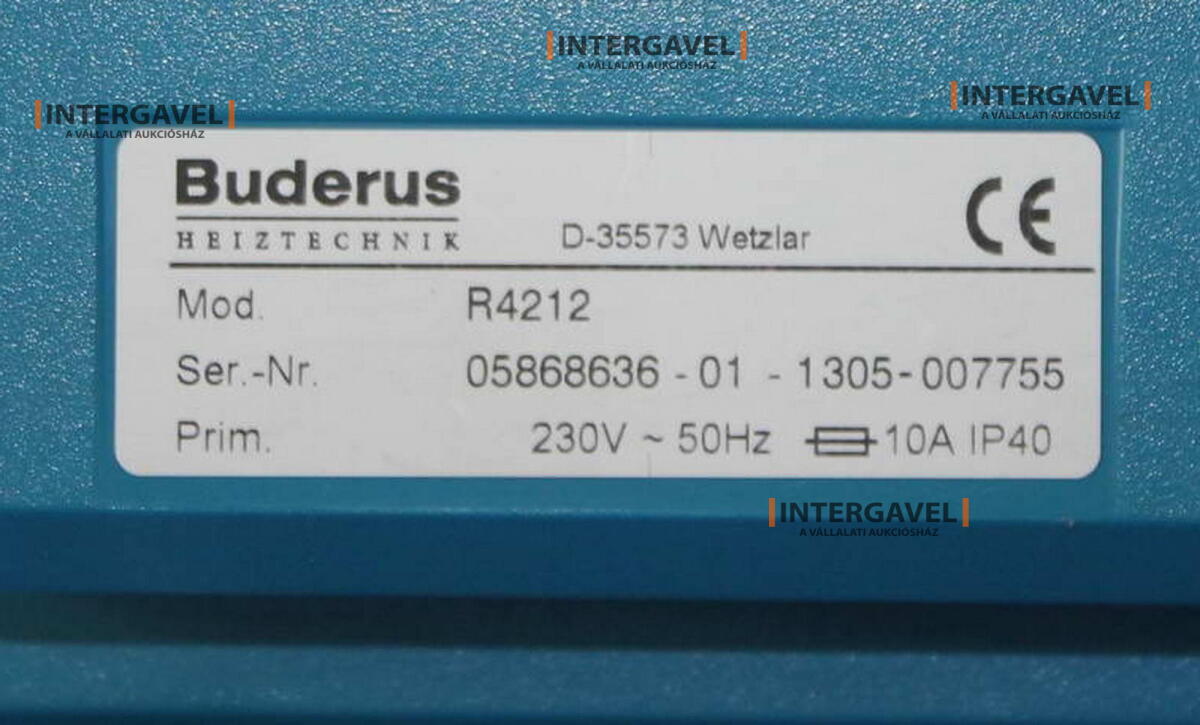 INTERGAVEL
A VÁLLALATI AUKCIÓSHÁZ
INTERGAVEL
A VÁLLALATI AUKCIÓSHÁZ
INTERGAVEL
A VÁLLALATI AUKCIÓSHÁZ
Buderus
HEIZTECHNIK
D-35573 Wetzlar
CE
Mod. R4212
Ser.-Nr. 05868636 - 01 - 1305-007755
Prim. 230V ~ 50Hz 10A IP40
INTERGAVEL
A VÁLLALATI AUKCIÓSHÁZ